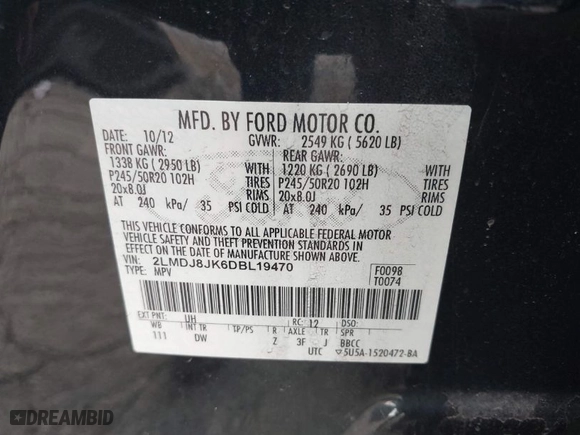 MFD. BY FORD MOTOR CO.
DATE: 10/12 GVWR: 2549 KG ( 5620 LB)
FRONT GAWR: REAR GAWR:
1338 KG ( 2950 LB) WITH 1220 KG ( 2690 LB) WITH
P245/50R20 102H TIRES P245/50R20 102H TIRES
20x8.0J RIMS 20x8.0J RIMS
AT 240 kPa/ 35 PSI COLD AT 240 kPa/ 35 PSI COLD
THIS VEHICLE CONFORMS TO ALL APPLICABLE FEDERAL MOTOR
VEHICLE SAFETY AND THEFT PREVENTION STANDARDS IN
EFFECT ON THE DATE OF MANUFACTURE SHOWN ABOVE.
VIN: 2LMDJ8JK6DBL19470 F0098
TYPE: MPV T0074
EXT PNT: UH RC: 12 DSO:
WB INT TR TP/PS R AXLE TR BRK
111 DW Z 3F J BBCC
UTC ▽5U5A-1520472-BA
DREAMBID